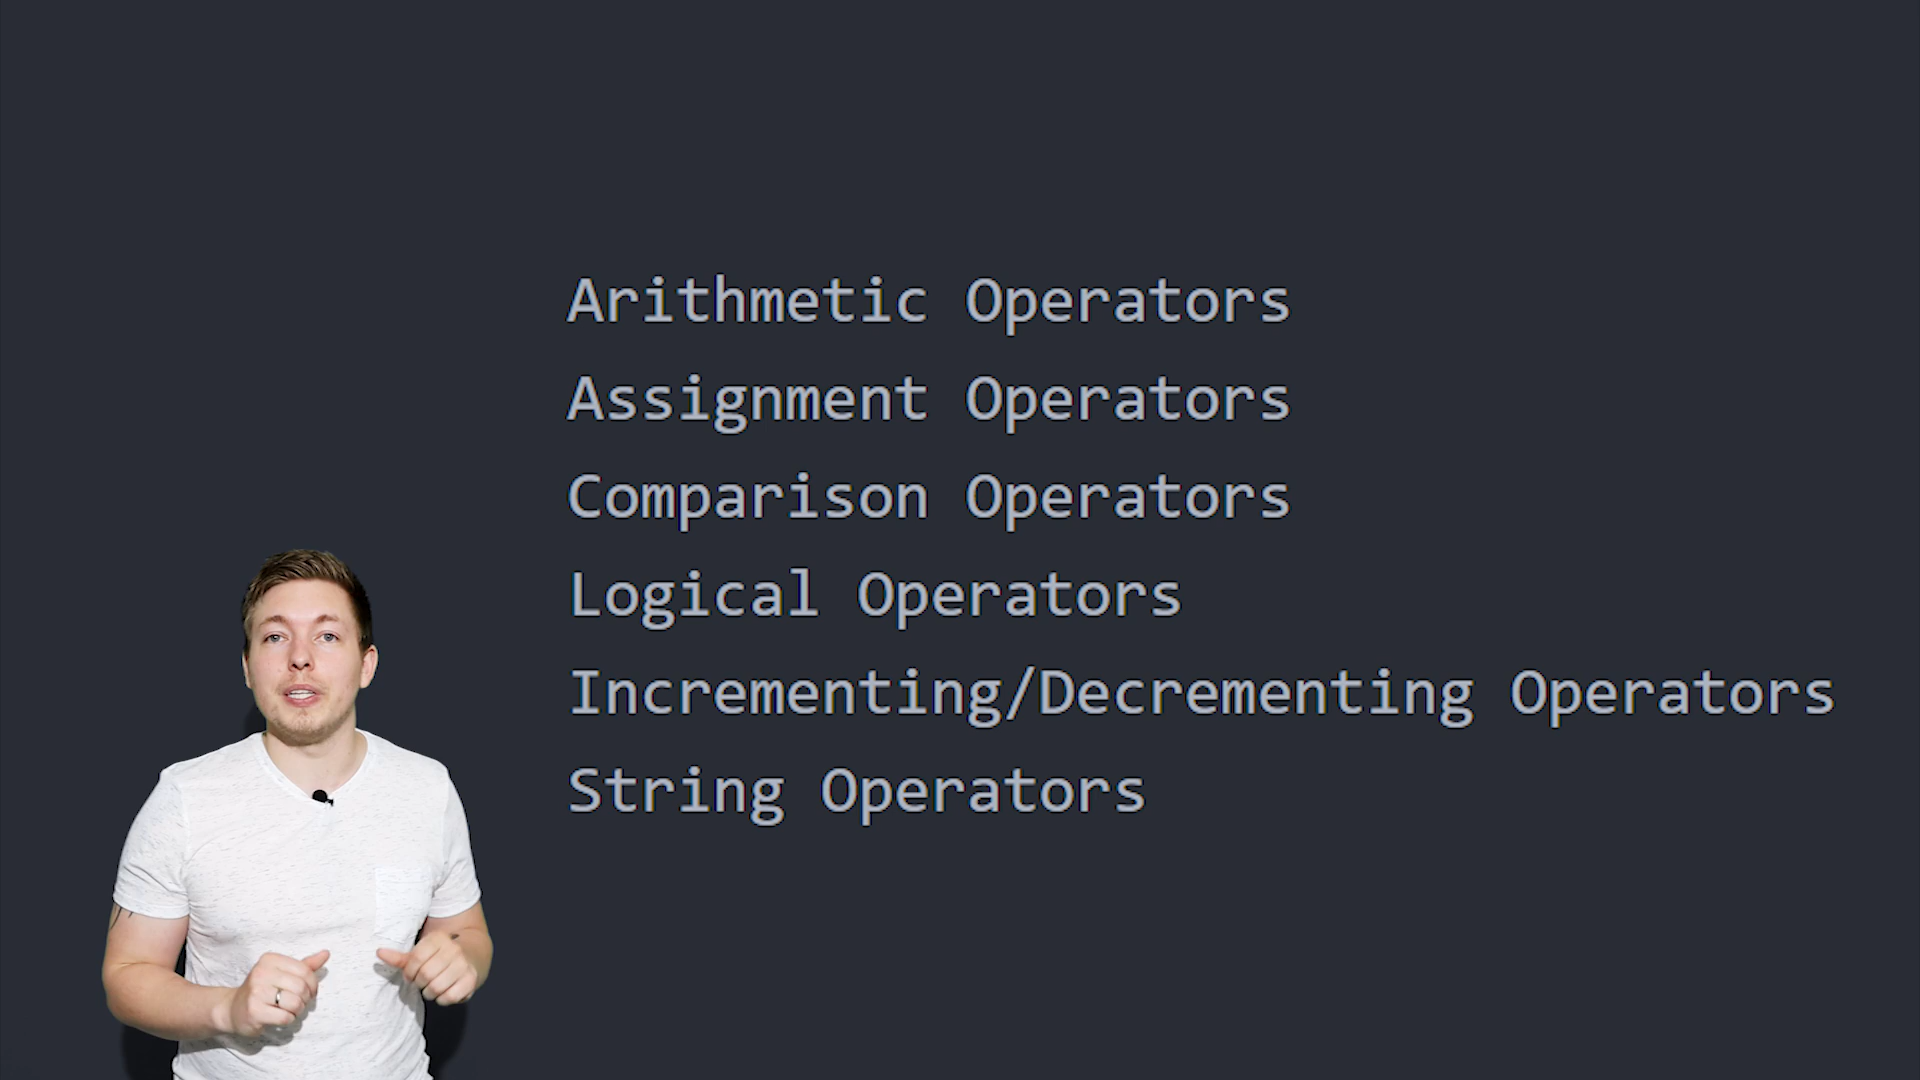 Arithmetic Operators
Assignment Operators
Comparison Operators
Logical Operators
Incrementing/Decrementing Operators
String Operators